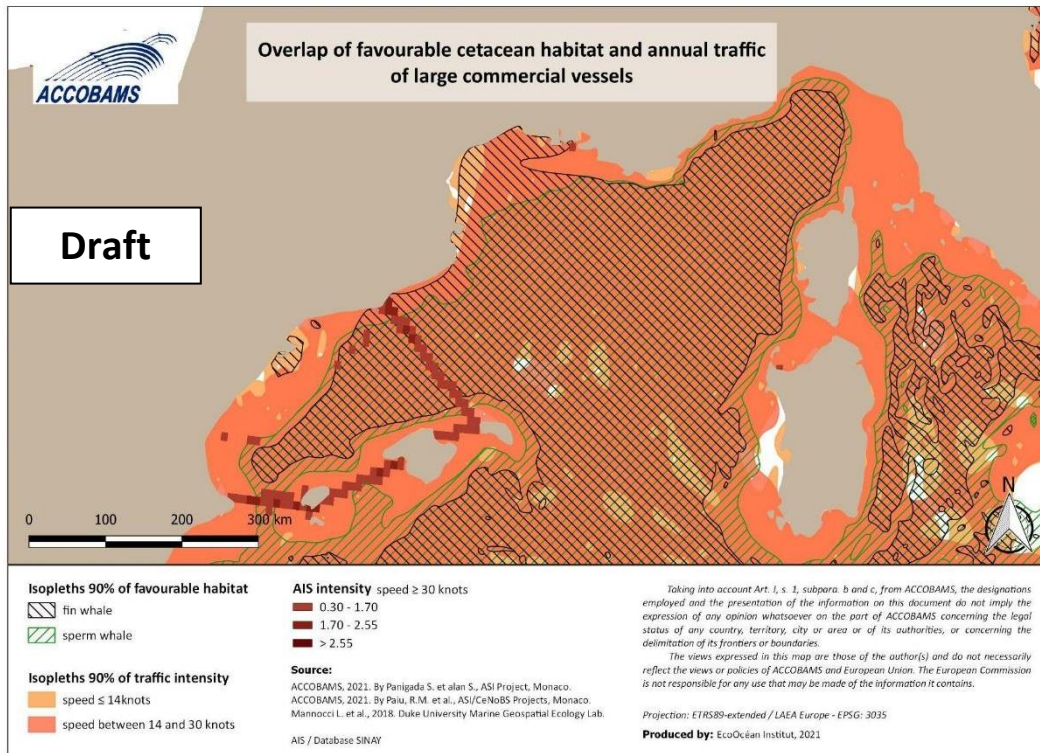 ACCOBAMS
Overlap of favourable cetacean habitat and annual traffic
of large commercial vessels
Draft
N
0 100 200 300 km
Isopleths 90% of favourable habitat
fin whale
sperm whale
Isopleths 90% of traffic intensity
speed ≤ 14knots
speed between 14 and 30 knots
AIS intensity speed ≥ 30 knots
0.30 - 1.70
1.70 - 2.55
> 2.55
Source:
ACCOBAMS, 2021. By Panigada S. et alan S., ASI Project, Monaco.
ACCOBAMS, 2021. By Paiu, R.M. et al., ASI/CeNoBS Projects, Monaco.
Mannocci L. et al., 2018. Duke University Marine Geospatial Ecology Lab.
AIS / Database SINAY
Taking into account Art. I, s. 1, subpara. b and c, from ACCOBAMS, the designations
employed and the presentation of the information on this document do not imply the
expression of any opinion whatsoever on the part of ACCOBAMS concerning the legal
status of any country, territory, city or area or of its authorities, or concerning the
delimitation of its frontiers or boundaries.
The views expressed in this map are those of the author(s) and do not necessarily
reflect the views or policies of ACCOBAMS and European Union. The European Commission
is not responsible for any use that may be made of the information it contains.
Projection: ETRS89-extended / LAEA Europe - EPSG: 3035
Produced by: EcoOcéan Institut, 2021